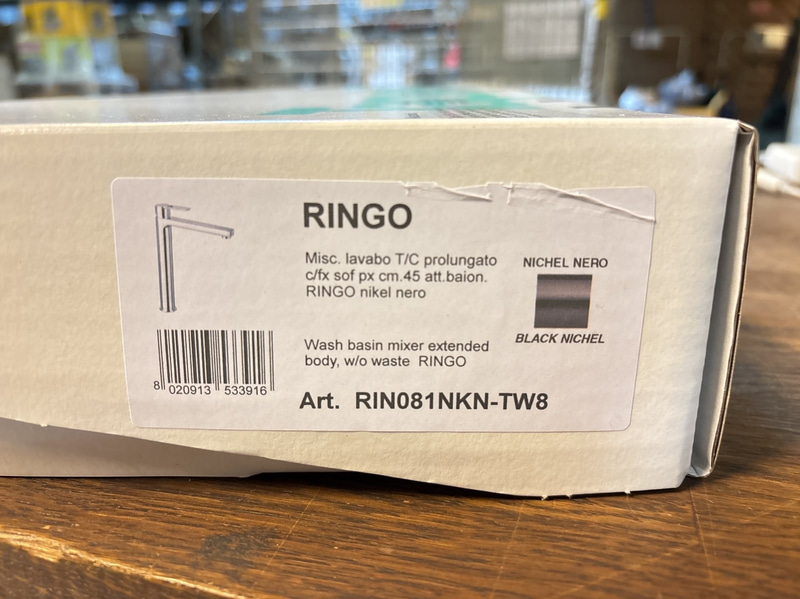 RINGO
Misc. lavabo T/C prolungato
c/fx sof px cm.45 att.baion.
RINGO nikel nero
NICHEL NERO
BLACK NICHEL
Wash basin mixer extended
body, w/o waste RINGO
8 020913 533916
Art. RIN081NKN-TW8